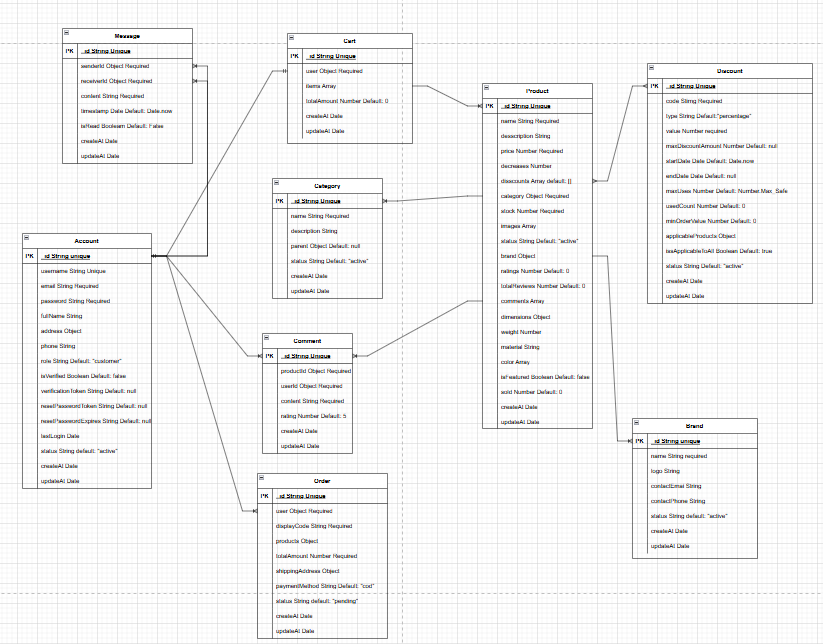 Message
PK _id String Unique
senderId Object Required
receiverId Object Required
content String Required
timestamp Date Default: Date.now
isRead Boolearn Default: False
createAt Date
updateAt Date
Cart
PK _id String Unique
user Object Required
items Array
totalAmount Number Default: 0
createAt Date
updateAt Date
Product
PK _id String Unique
name String Required
desscription String
price Number Required
decreases Number
disscounts Array default: []
category Object Required
stock Number Required
images Array
status String Default: "active"
brand Object
ratings Number Default: 0
totalReviews Number Default: 0
comments Array
dimensions Object
weight Number
material String
color Array
isFeatured Boolean Default: false
sold Number Default: 0
createAt Date
updateAt Date
Discount
PK _id String Unique
code String Required
type String Default:"percentage"
value Number required
maxDiscountAmount Number Default: null
startDate Date Default: Date.now
endDate Date Default: null
maxUses Number Default: Number.Max_Safe
usedCount Number Default: 0
minOrderValue Number Default: 0
applicableProducts Object
issApplicableToAll Boolean Default: true
status String Default: "active"
createAt Date
updateAt Date
Category
PK _id String Unique
name String Required
description String
parent Object Default: null
status String Default: "active"
createAt Date
updateAt Date
Account
PK _id String unique
username String Unique
email String Required
password String Required
fullName String
address Object
phone String
role String Default: "customer"
isVerified Boolean Default: false
verificationToken String Default: null
resetPasswordToken String Default: null
resetPasswordExpires String Default: null
lastLogin Date
status String default: "active"
createAt Date
updateAt Date
Comment
PK _id String Unique
productId Object Required
userId Object Required
content String Required
rating Number Default: 5
createAt Date
updateAt Date
Brand
PK _id String unique
name String required
logo String
contactEmai String
contactPhone String
status String default: "active"
createAt Date
updateAt Date
Order
PK _id String Unique
user Object Required
displayCode String Required
products Object
totalAmount Number Required
shippingAddress Object
paymentMethod String Default: "cod"
status String default: "pending"
createAt Date
updateAt Date